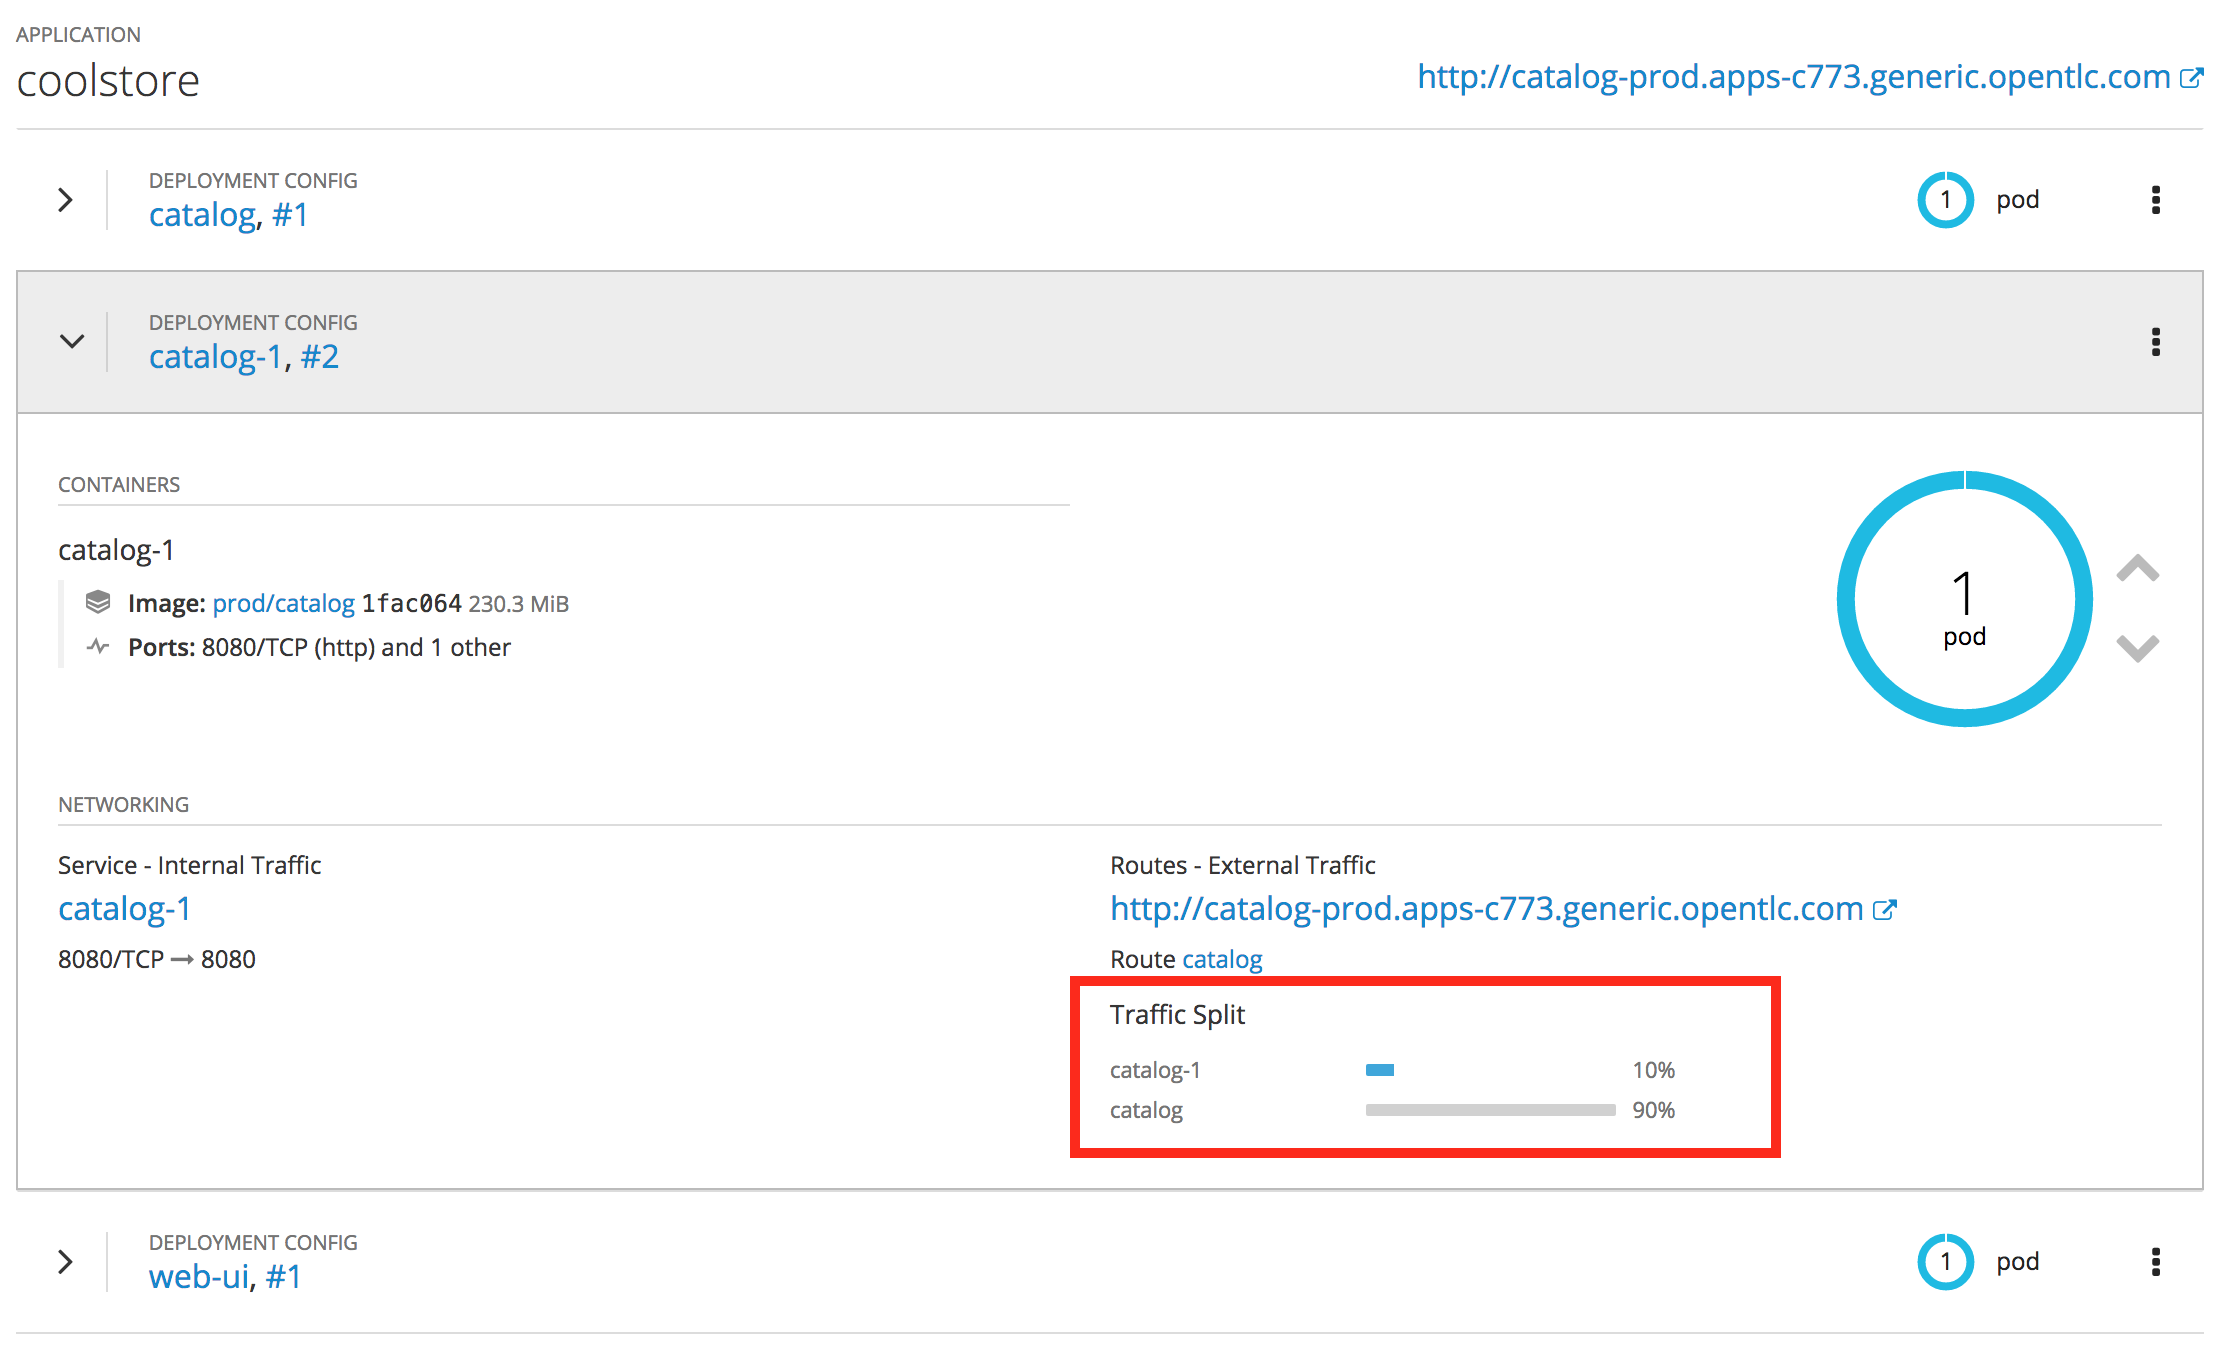 APPLICATION
coolstore
http://catalog-prod.apps-c773.generic.opentlc.com
DEPLOYMENT CONFIG
catalog, #1
1 pod
DEPLOYMENT CONFIG
catalog-1, #2
CONTAINERS
catalog-1
Image: prod/catalog 1fac064 230.3 MiB
Ports: 8080/TCP (http) and 1 other
1
pod
NETWORKING
Service - Internal Traffic
catalog-1
8080/TCP → 8080
Routes - External Traffic
http://catalog-prod.apps-c773.generic.opentlc.com
Route catalog
Traffic Split
catalog-1 10%
catalog 90%
DEPLOYMENT CONFIG
web-ui, #1
1 pod